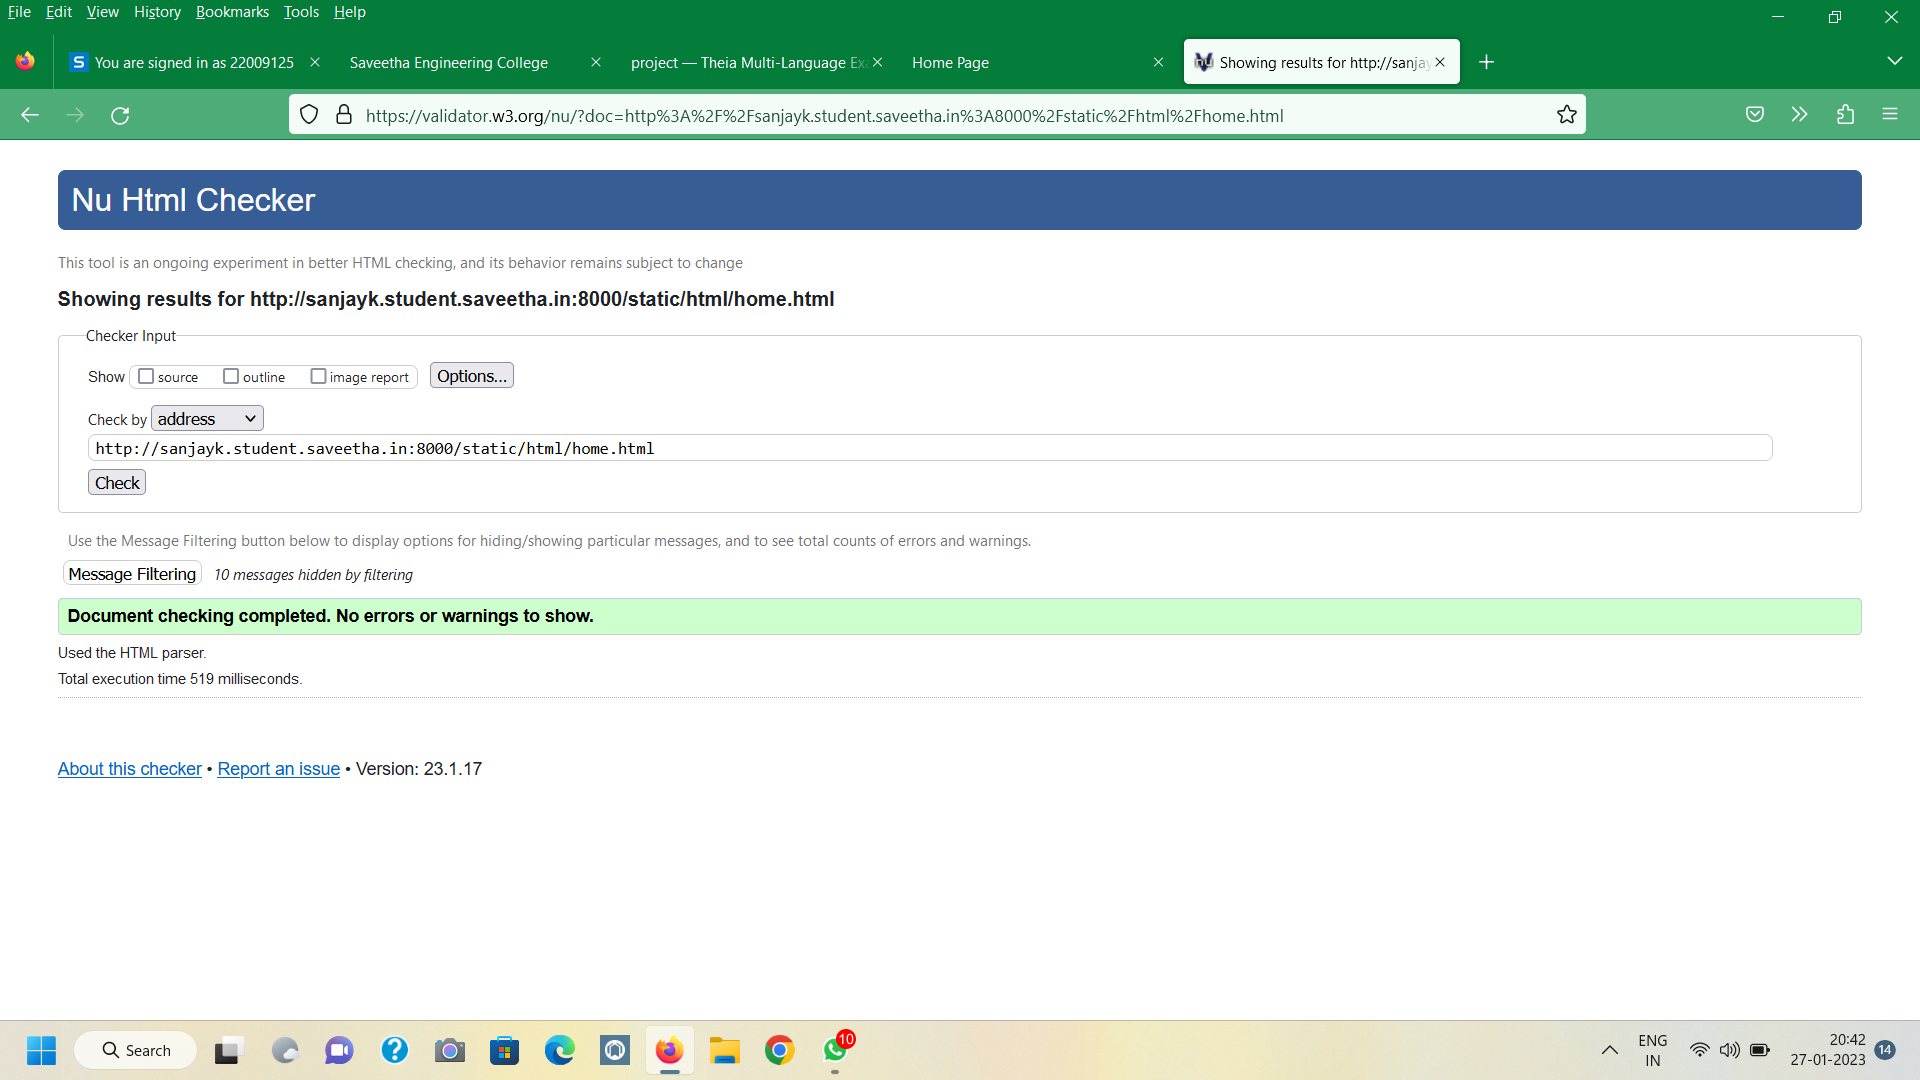 File Edit View History Bookmarks Tools Help
S You are signed in as 22009125
Saveetha Engineering College
project — Theia Multi-Language Exa
Home Page
Showing results for http://sanjay
https://validator.w3.org/nu/?doc=http%3A%2F%2Fsanjayk.student.saveetha.in%3A8000%2Fstatic%2Fhtml%2Fhome.html
Nu Html Checker
This tool is an ongoing experiment in better HTML checking, and its behavior remains subject to change
Showing results for http://sanjayk.student.saveetha.in:8000/static/html/home.html
Checker Input
Show source outline image report Options...
Check by address
http://sanjayk.student.saveetha.in:8000/static/html/home.html
Check
Use the Message Filtering button below to display options for hiding/showing particular messages, and to see total counts of errors and warnings.
Message Filtering 10 messages hidden by filtering
Document checking completed. No errors or warnings to show.
Used the HTML parser.
Total execution time 519 milliseconds.
About this checker • Report an issue • Version: 23.1.17
Search
10
ENG
IN
20:42
27-01-2023
14